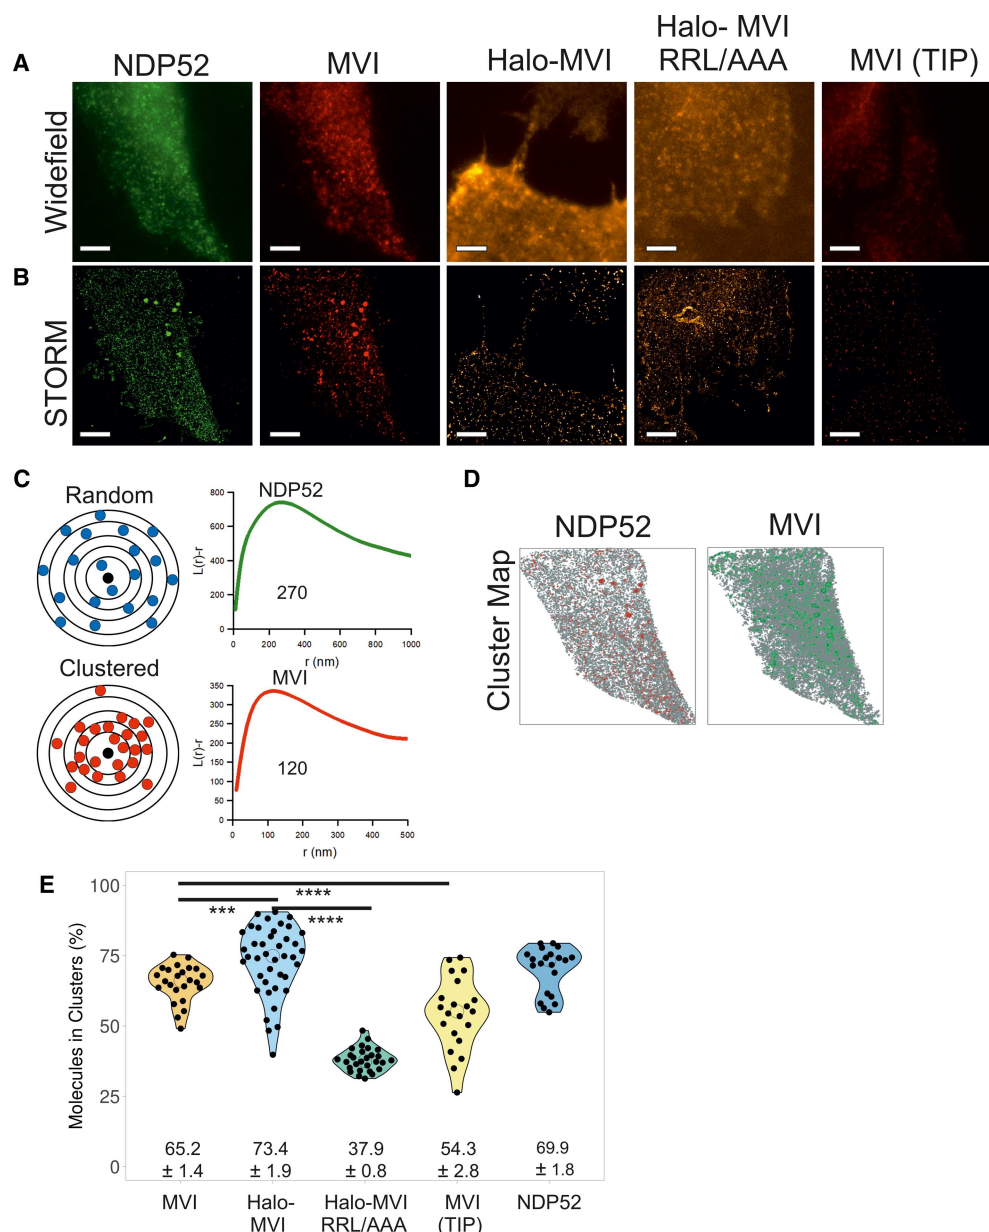 A
NDP52
MVI
Halo-MVI
Halo- MVI
RRL/AAA
MVI (TIP)
Widefield
B
STORM
C
Random
NDP52
800
600
400
200
0
L(r)-r
270
0 200 400 600 800 1000
r (nm)
Clustered
MVI
350
300
250
200
150
100
50
0
L(r)-r
120
0 100 200 300 400 500
r (nm)
D
NDP52
MVI
Cluster Map
E
100
75
50
25
0
Molecules in Clusters (%)
****
***
****
65.2 73.4 37.9 54.3 69.9
± 1.4 ± 1.9 ± 0.8 ± 2.8 ± 1.8
MVI Halo- Halo-MVI MVI NDP52
MVI RRL/AAA (TIP)